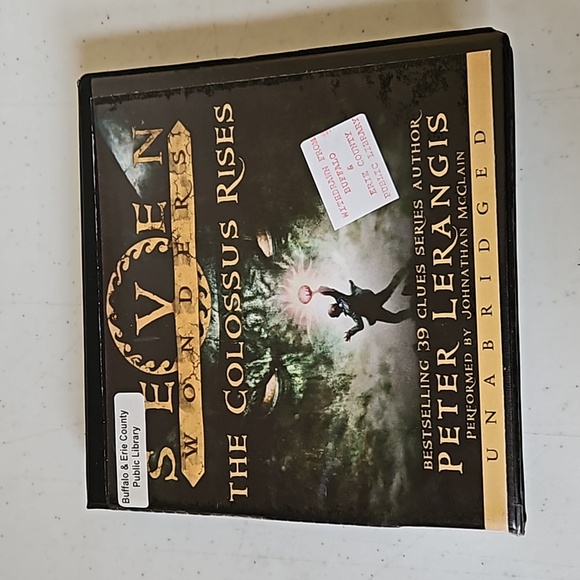 SEVEN
WONDERS
THE COLOSSUS RISES
WITHDRAWN FROM
BUFFALO
&
ERIE COUNTY
PUBLIC LIBRARY
BESTSELLING 39 CLUES SERIES AUTHOR
PETER LERANGIS
PERFORMED BY JOHNATHAN McCLAIN
UNABRIDGED
Buffalo & Erie County
Public Library